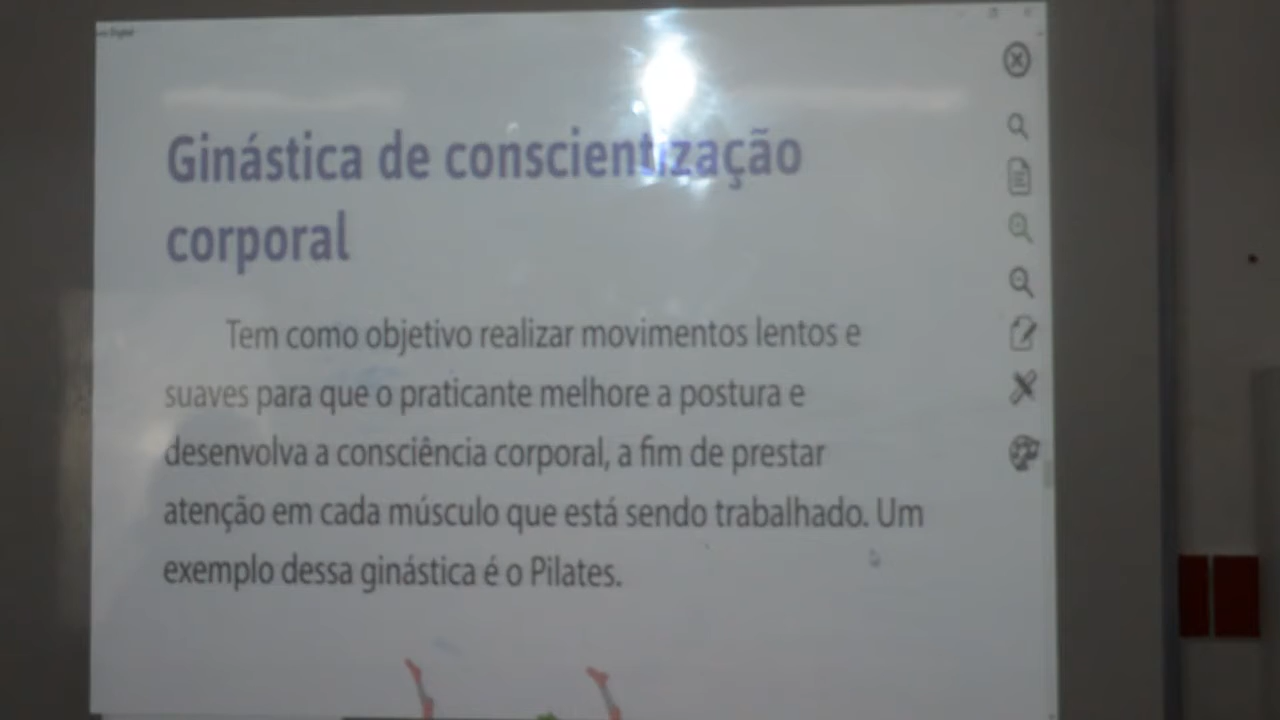 Ginástica de conscientização
corporal
Tem como objetivo realizar movimentos lentos e
suaves para que o praticante melhore a postura e
desenvolva a consciência corporal, a fim de prestar
atenção em cada músculo que está sendo trabalhado. Um
exemplo dessa ginástica é o Pilates.